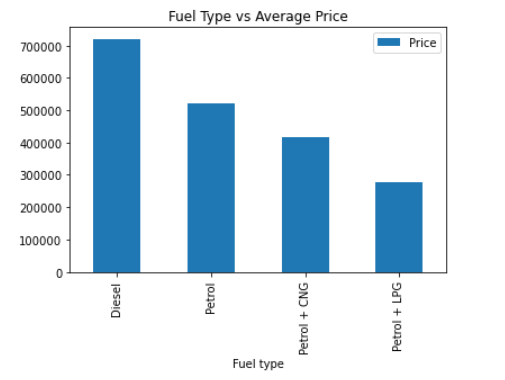 Fuel Type vs Average Price
Price
700000
600000
500000
400000
300000
200000
100000
0
Diesel
Petrol
Petrol + CNG
Petrol + LPG
Fuel type